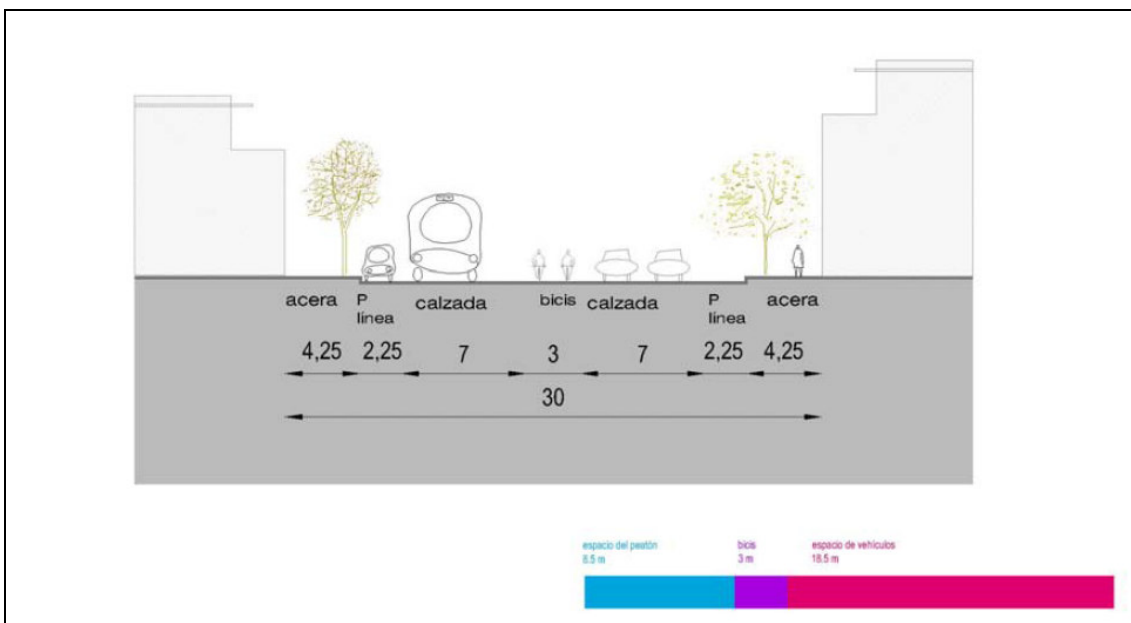 acera P línea calzada bicis calzada P línea acera
4,25 2,25 7 3 7 2,25 4,25
30
espacio del peatón bicis espacio de vehículos
8.5 m 3 m 18.5 m